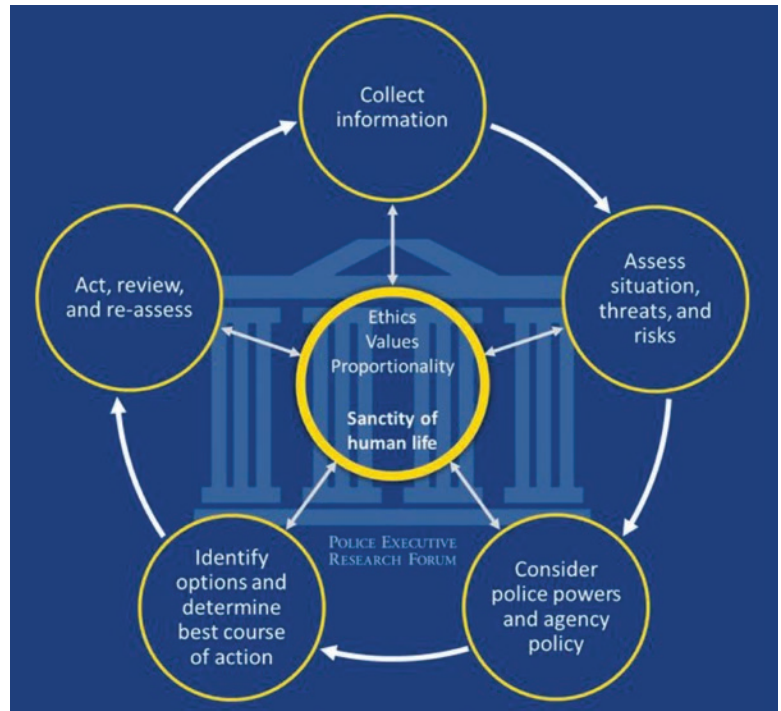 Collect
information
Assess
situation,
threats, and
risks
Consider
police powers
and agency
policy
Identify
options and
determine
best course
of action
Act, review,
and re-assess
Ethics
Values
Proportionality
Sanctity of
human life
POLICE EXECUTIVE
RESEARCH FORUM